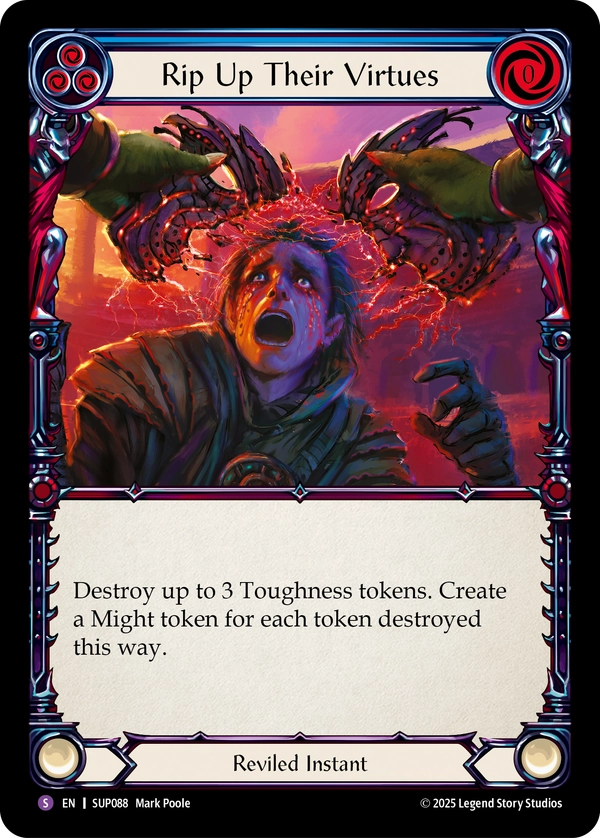 Rip Up Their Virtues
0
Destroy up to 3 Toughness tokens. Create
a Might token for each token destroyed
this way.
Reviled Instant
S EN | SUP088 Mark Poole
© 2025 Legend Story Studios